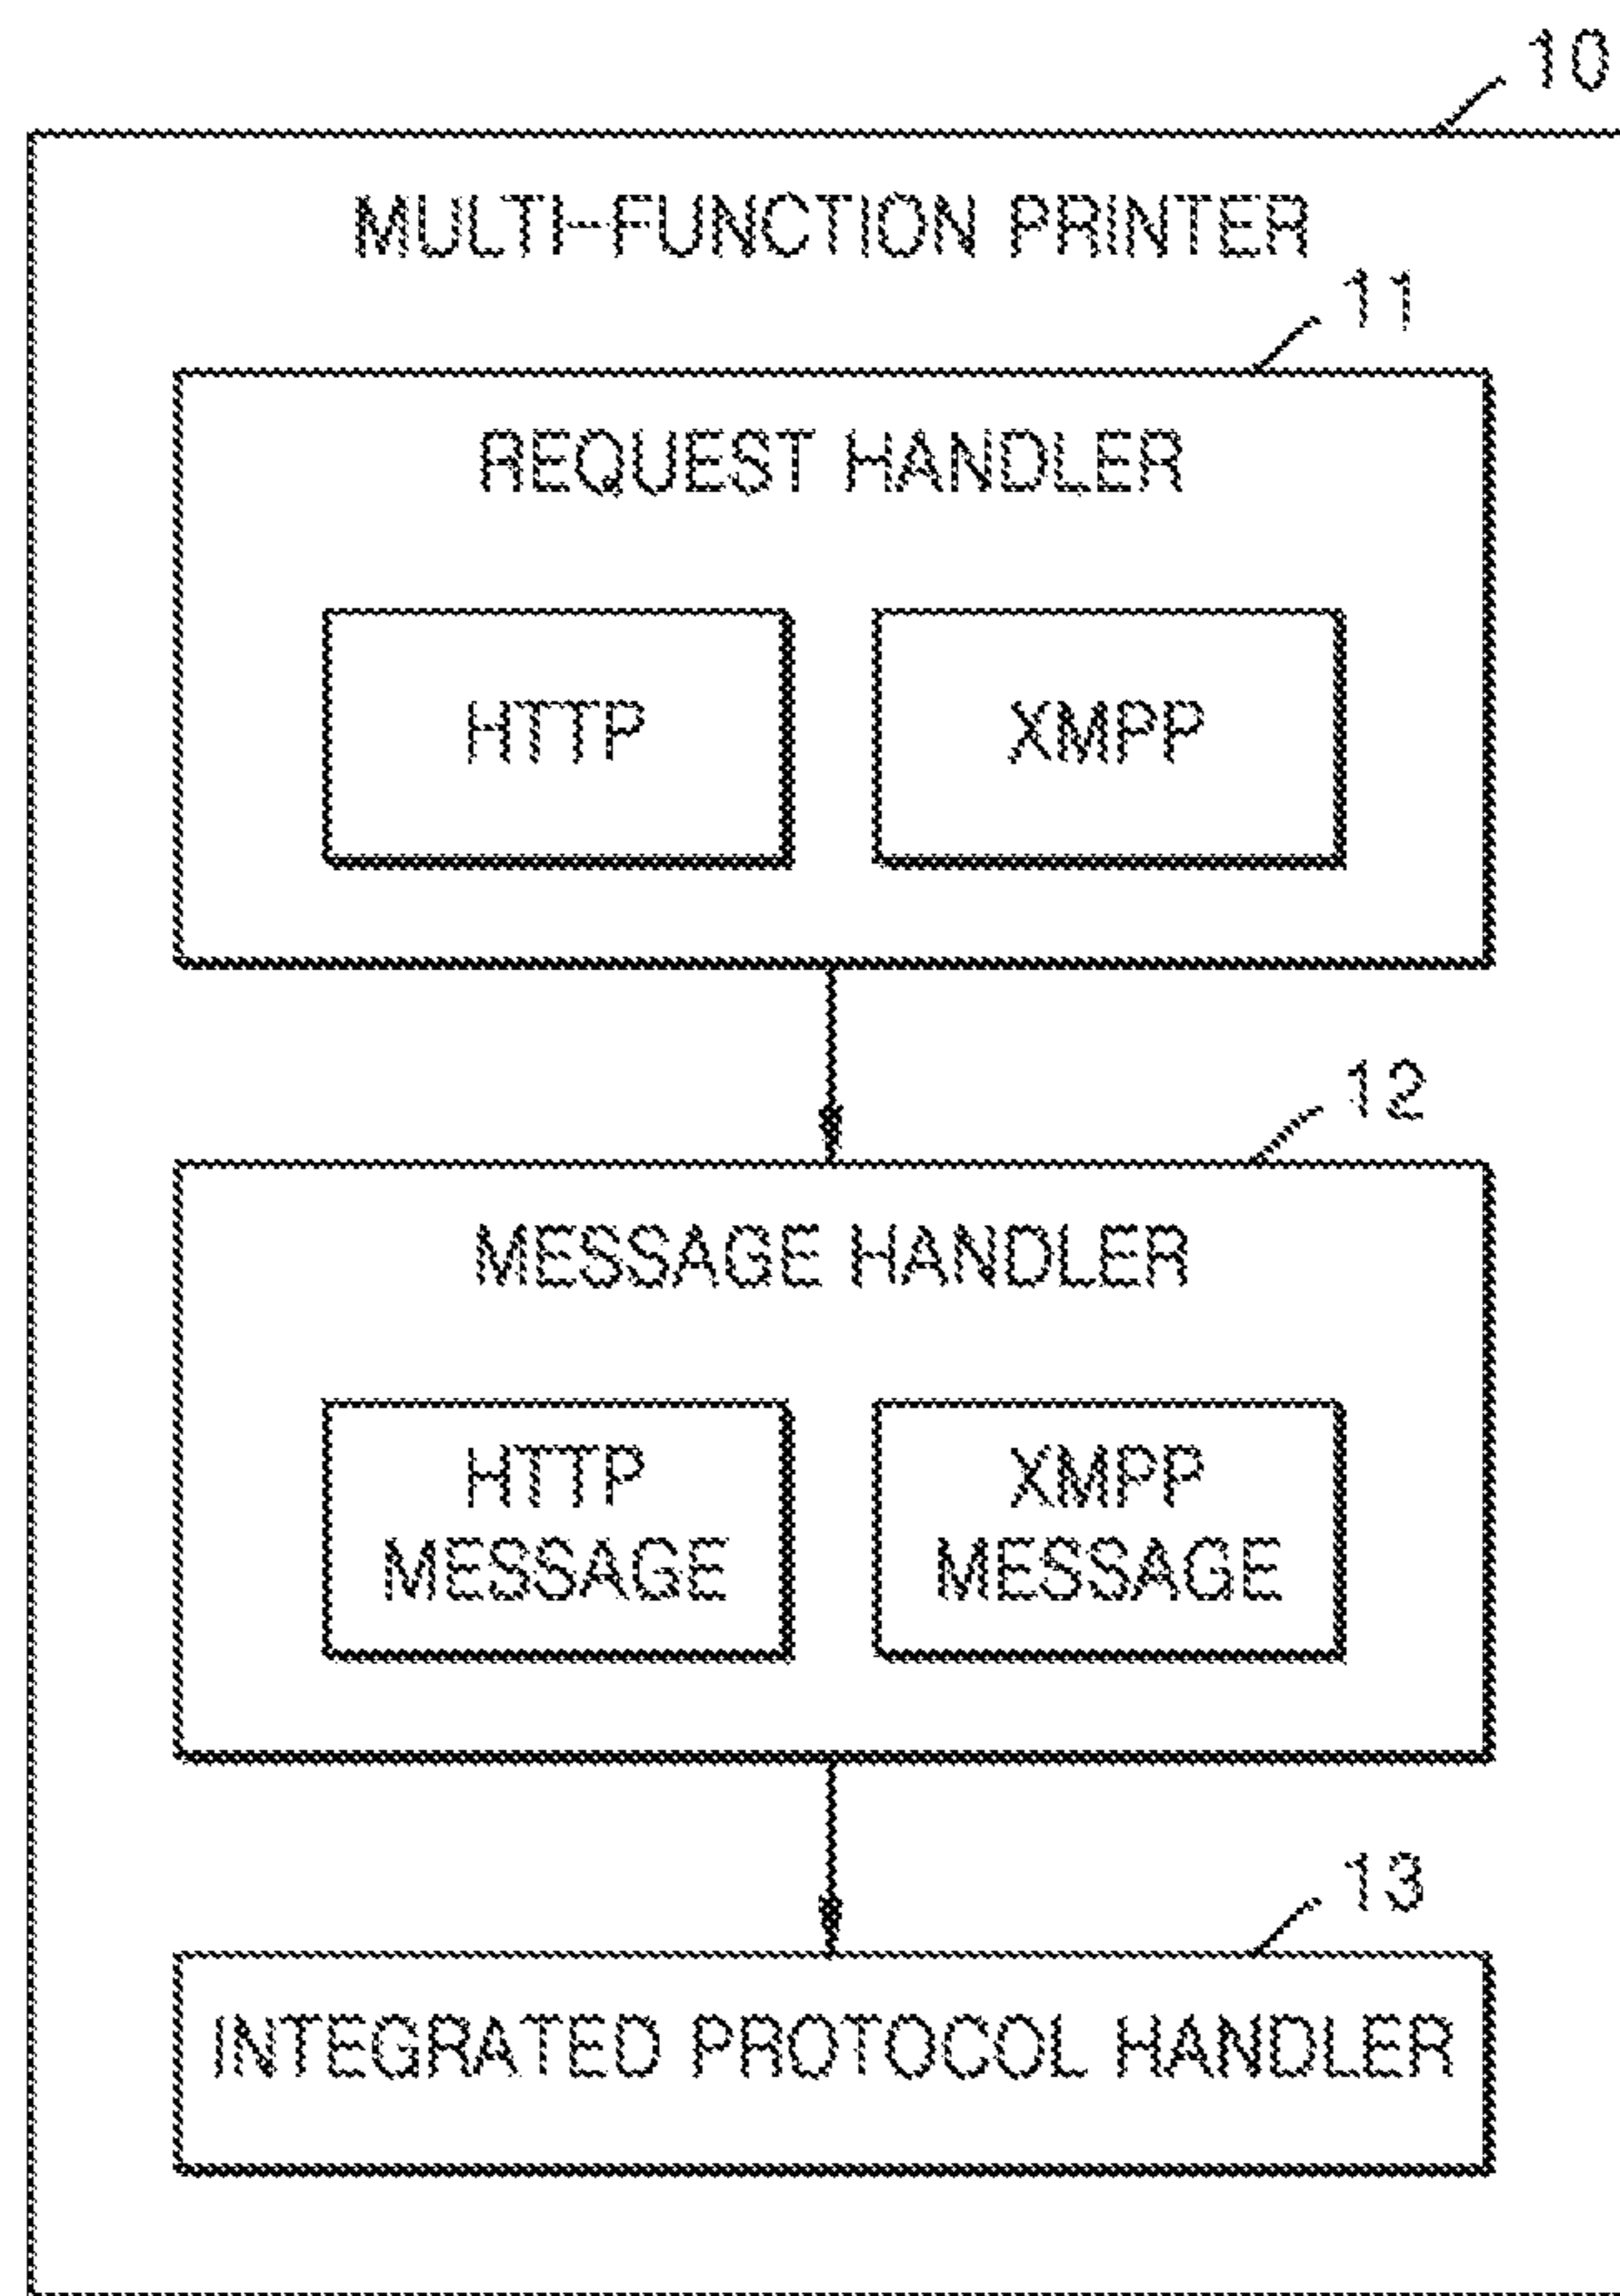 10
MULTI-FUNCTION PRINTER
11
REQUEST HANDLER
HTTP
XMPP
12
MESSAGE HANDLER
HTTP
MESSAGE
XMPP
MESSAGE
13
INTEGRATED PROTOCOL HANDLER